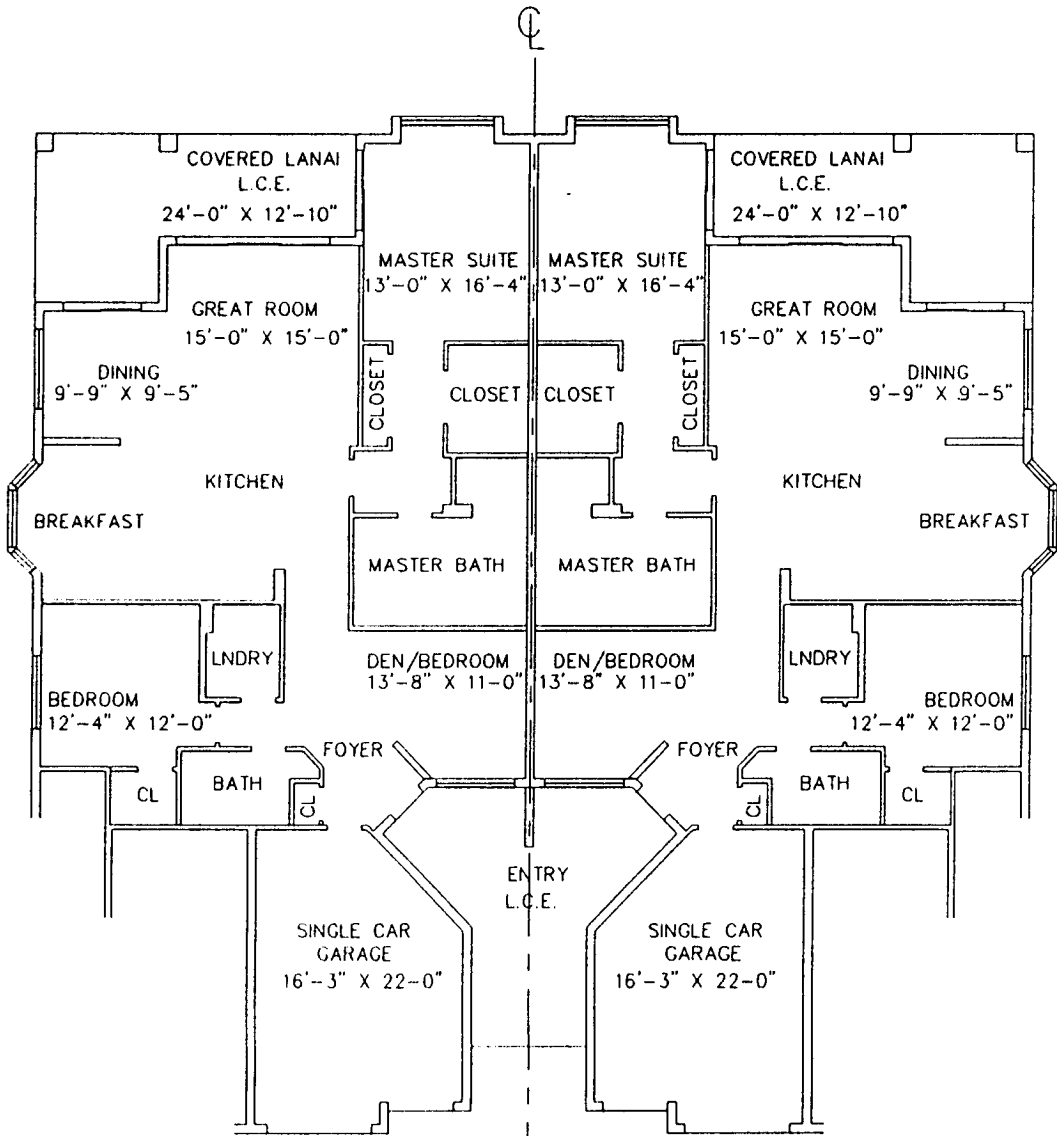 CL
COVERED LANAI
L.C.E.
24'-0" X 12'-10"
COVERED LANAI
L.C.E.
24'-0" X 12'-10"
MASTER SUITE
13'-0" X 16'-4"
MASTER SUITE
13'-0" X 16'-4"
GREAT ROOM
15'-0" X 15'-0"
GREAT ROOM
15'-0" X 15'-0"
DINING
9'-9" X 9'-5"
CLOSET
CLOSET
CLOSET
CLOSET
DINING
9'-9" X 9'-5"
KITCHEN
KITCHEN
BREAKFAST
BREAKFAST
MASTER BATH
MASTER BATH
LNDRY
DEN/BEDROOM
13'-8" X 11-0"
DEN/BEDROOM
13'-8" X 11-0"
LNDRY
BEDROOM
12'-4" X 12'-0"
BEDROOM
12'-4" X 12'-0"
FOYER
FOYER
CL
BATH
CL
CL
BATH
CL
ENTRY
L.C.E.
SINGLE CAR
GARAGE
16'-3" X 22-0"
SINGLE CAR
GARAGE
16'-3" X 22-0"